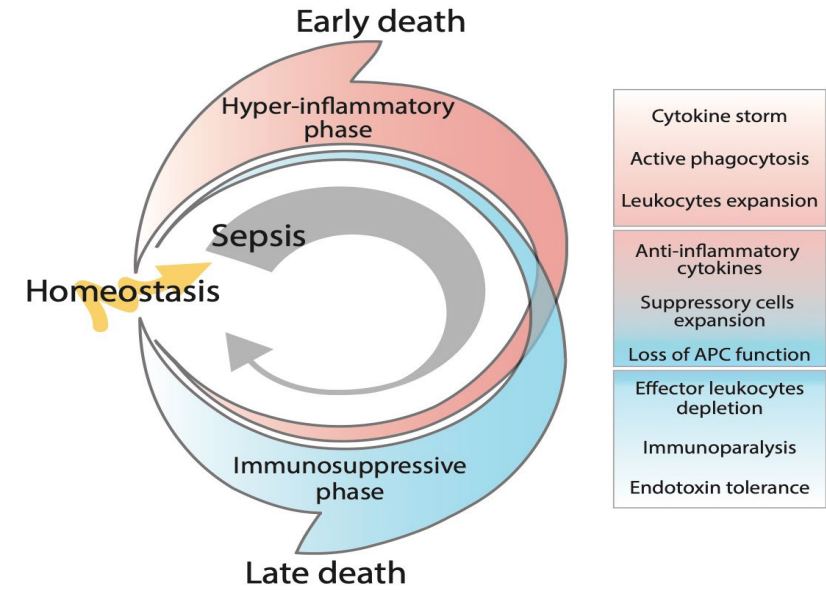 Early death
Hyper-inflammatory
phase
Sepsis
Homeostasis
Immunosuppressive
phase
Late death
Cytokine storm
Active phagocytosis
Leukocytes expansion
Anti-inflammatory
cytokines
Suppressory cells
expansion
Loss of APC function
Effector leukocytes
depletion
Immunoparalysis
Endotoxin tolerance